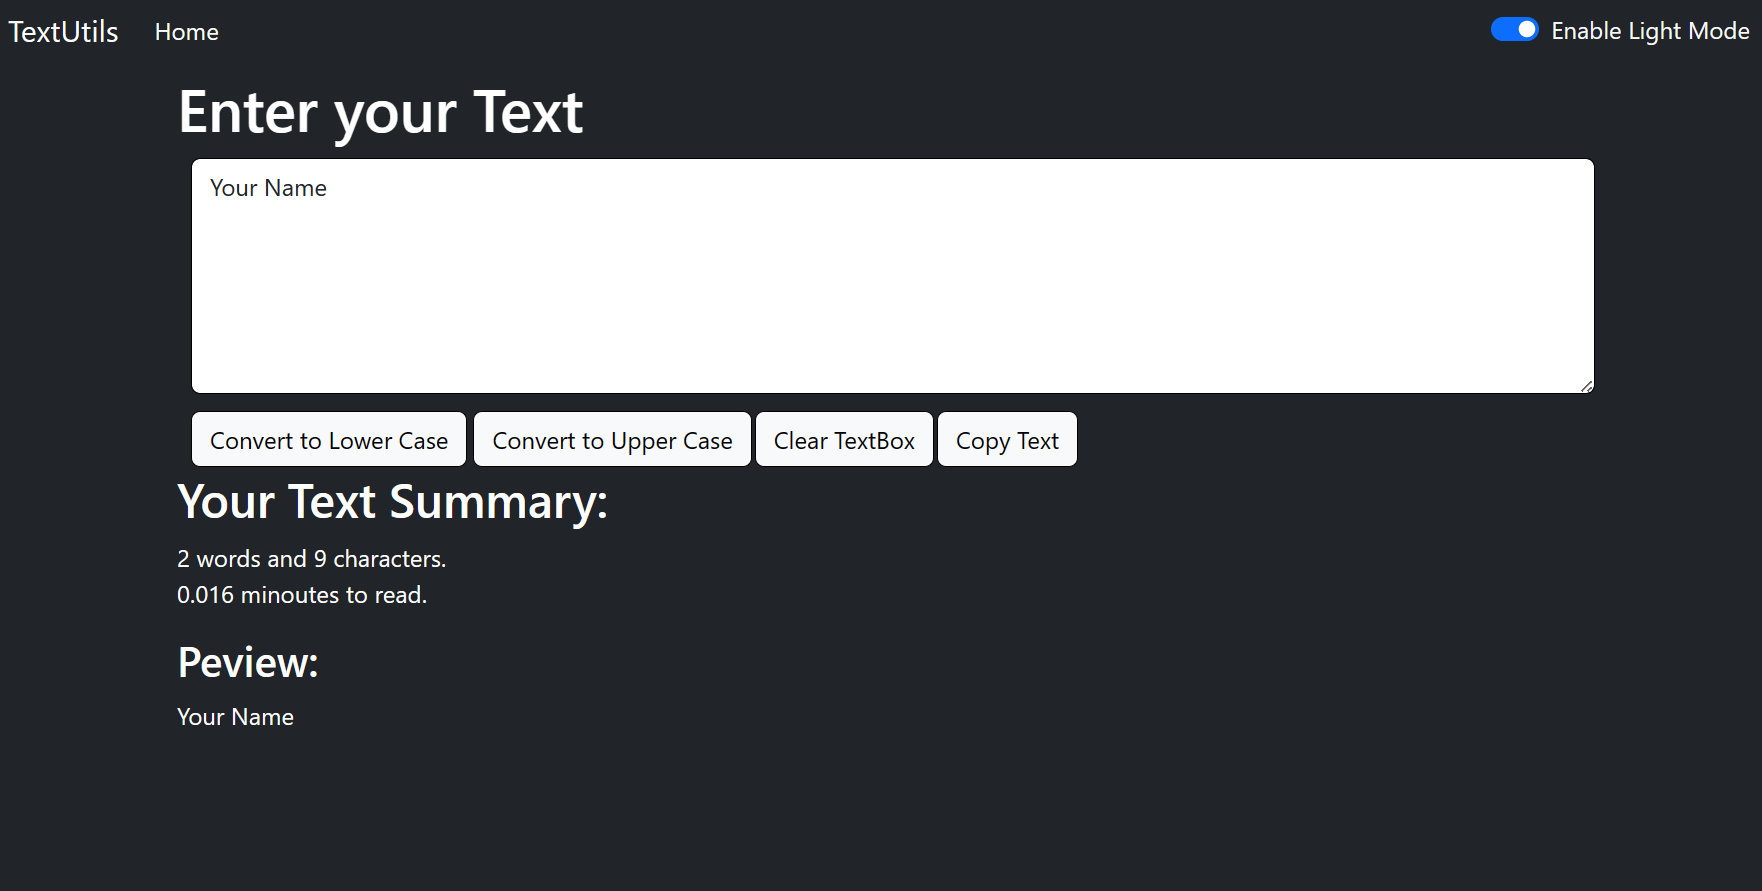 TextUtils Home Enable Light Mode
Enter your Text
Your Name
Convert to Lower Case Convert to Upper Case Clear TextBox Copy Text
Your Text Summary:
2 words and 9 characters.
0.016 minoutes to read.
Peview:
Your Name